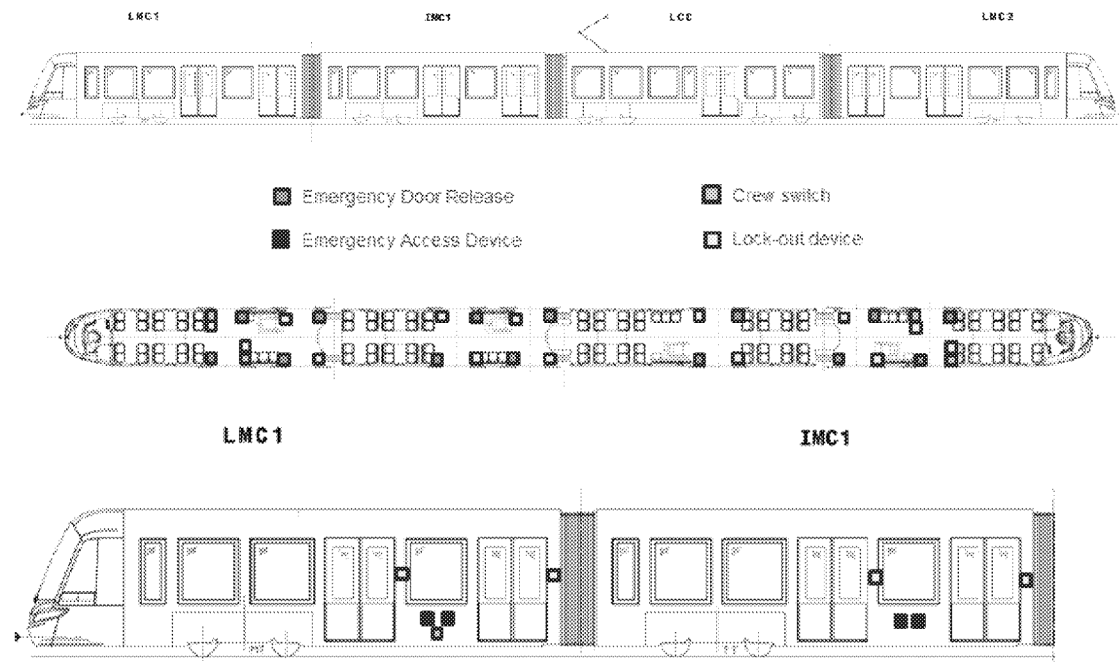 LMC1 IMC1 LCC LMC2
Emergency Door Release Crew switch
Emergency Access Device Lock-out device
LMC1 IMC1